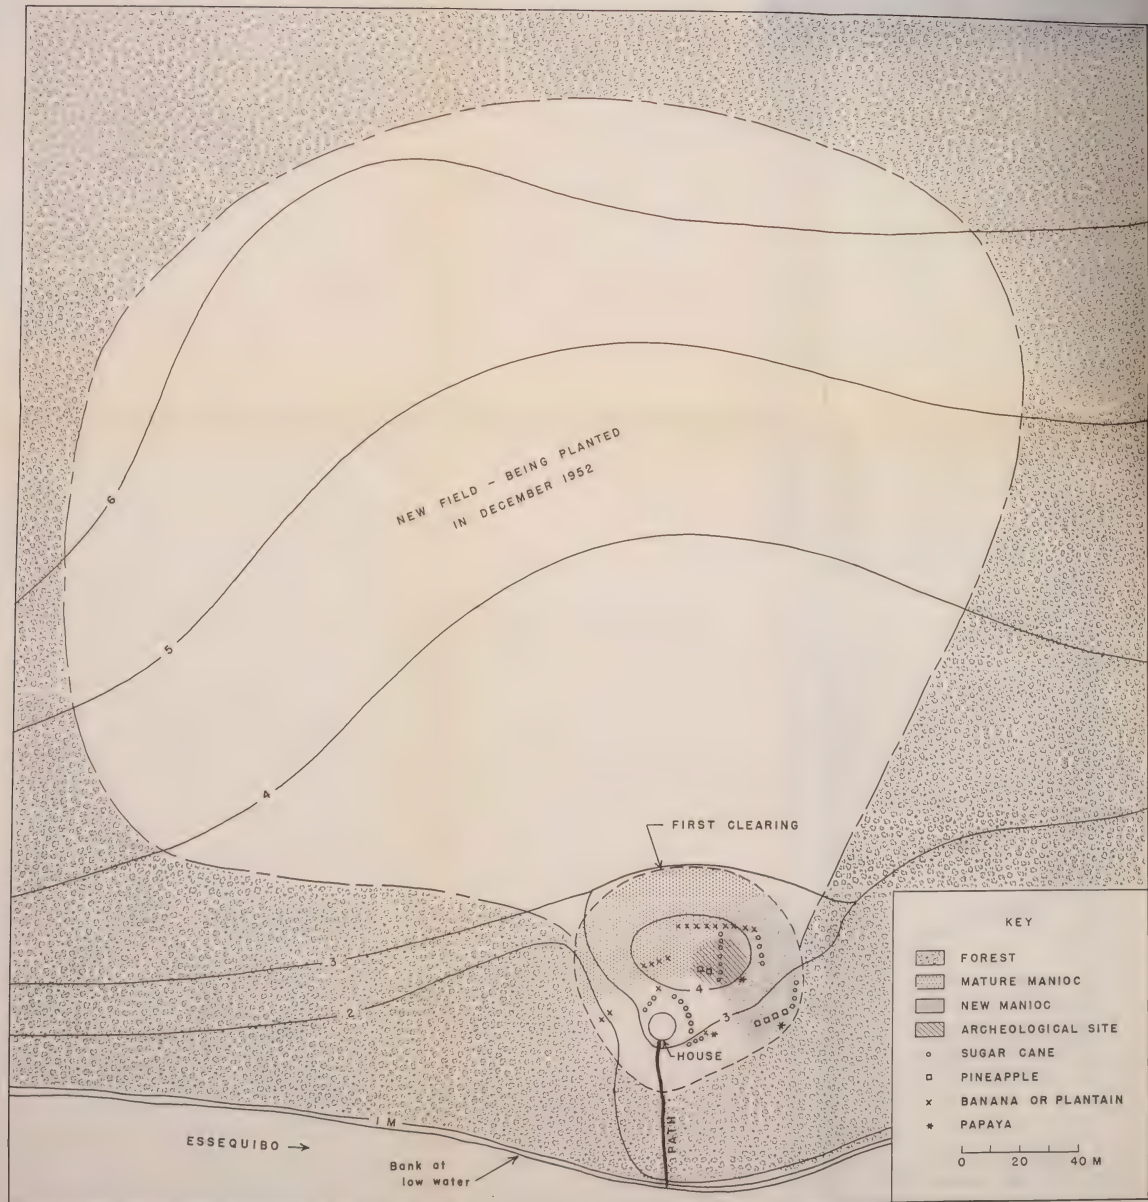 6
NEW FIELD - BEING PLANTED
IN DECEMBER 1952
5
4
FIRST CLEARING
3
4
2
3
HOUSE
PATH
1 M
ESSEQUIBO →
Bank at
low water
KEY
FOREST
MATURE MANIOC
NEW MANIOC
ARCHEOLOGICAL SITE
SUGAR CANE
PINEAPPLE
BANANA OR PLANTAIN
PAPAYA
0 20 40 M